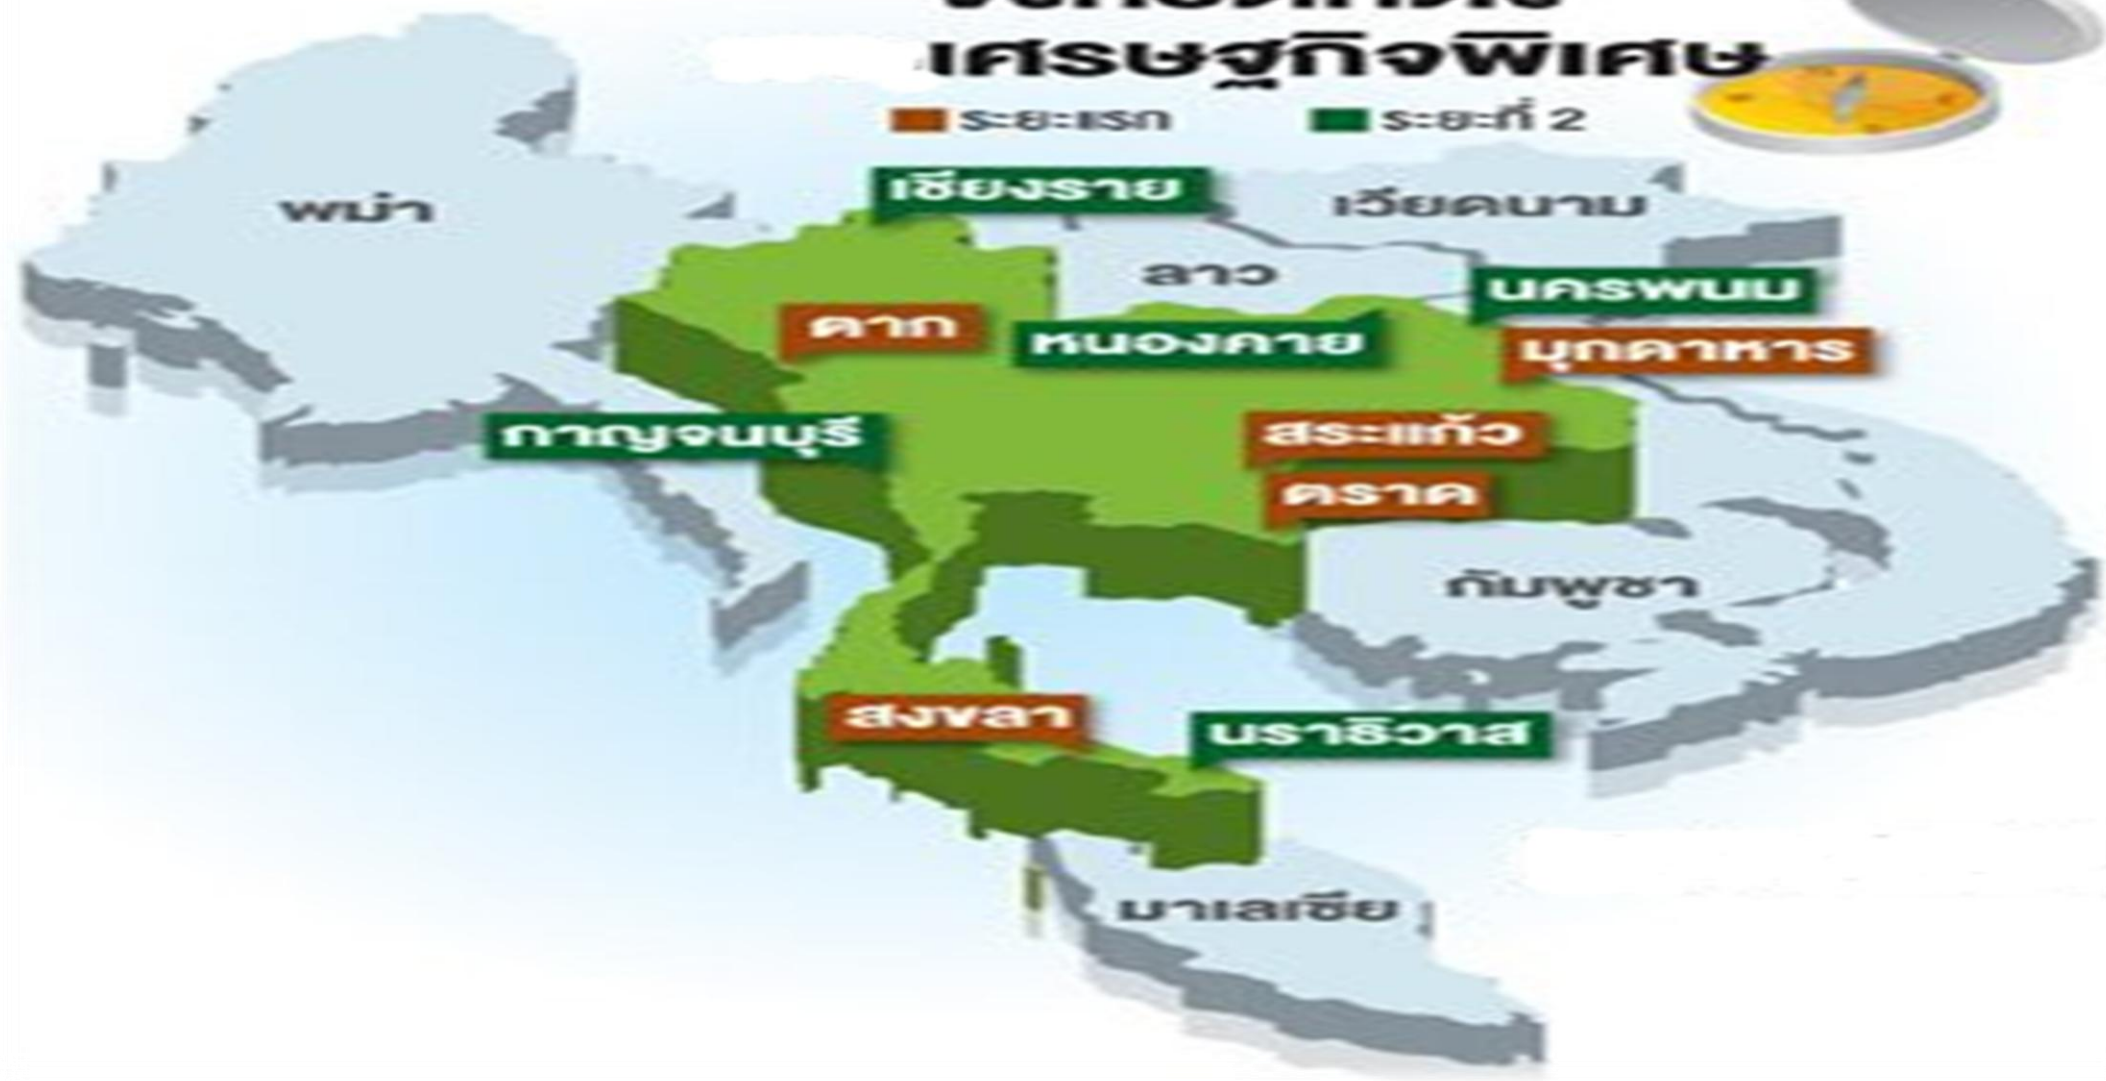 เศรษฐกิจพิเศษ
ระยะแรก ระยะที่ 2
เชียงราย
พม่า
เวียดนาม
ลาว
นครพนม
ตาก
หนองคาย
มุกดาหาร
กาญจนบุรี
สระแก้ว
ตราด
กัมพูชา
สงขลา
นราธิวาส
มาเลเซีย